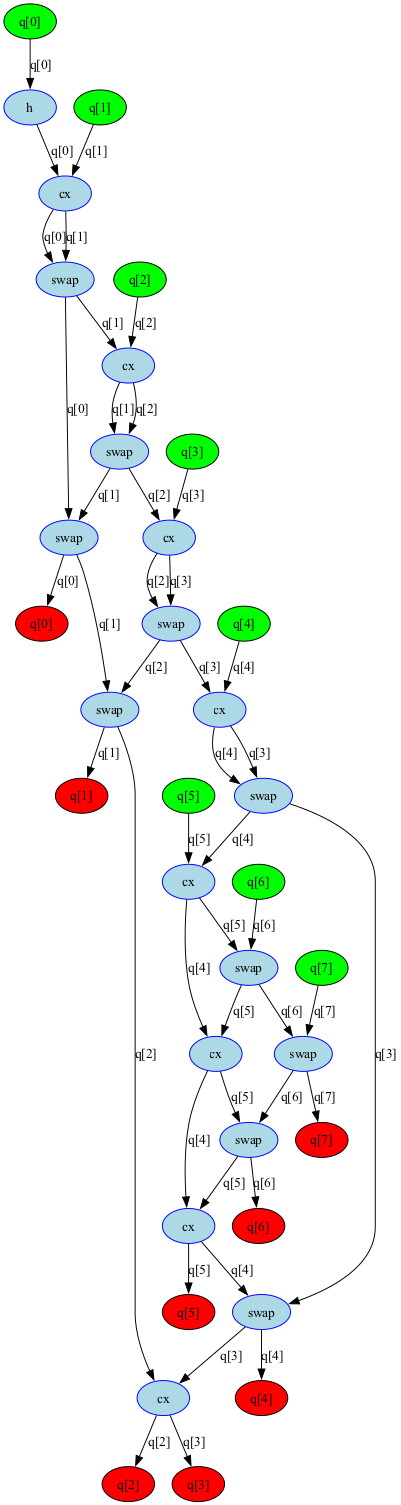 q[0]
q[0]
h q[1]
q[0] q[1]
cx
q[0] q[1]
swap q[2]
q[1] q[2]
cx
q[0] q[1] q[2]
swap q[3]
q[1] q[2] q[3]
swap cx
q[0] q[2] q[3]
q[0] q[1] swap q[4]
q[2] q[3] q[4]
swap cx
q[1] q[4] q[3]
q[1] q[5] swap
q[5] q[4]
cx q[6]
q[5] q[6]
q[4] swap q[7]
q[5] q[6] q[7]
q[2] cx swap q[3]
q[5] q[6] q[7]
q[4] swap q[7]
q[5] q[6]
cx q[6]
q[5] q[4]
q[5] swap
q[3] q[4]
cx q[4]
q[2] q[3]
q[2] q[3]